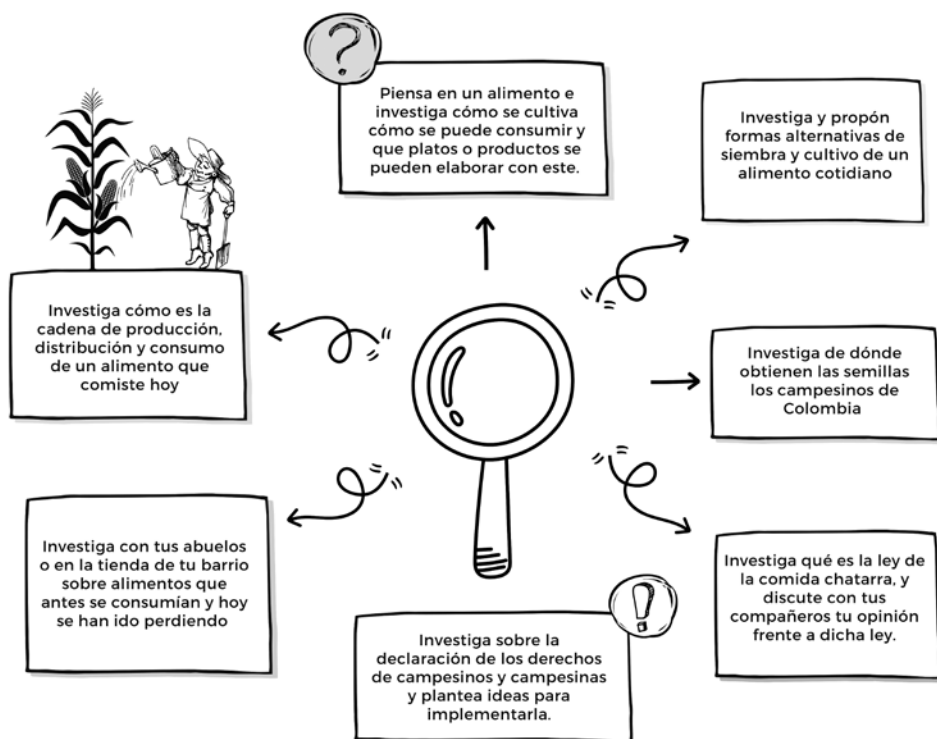 Piensa en un alimento e
investiga cómo se cultiva
cómo se puede consumir y
que platos o productos se
pueden elaborar con este.
Investiga y propón
formas alternativas de
siembra y cultivo de un
alimento cotidiano
Investiga cómo es la
cadena de producción,
distribución y consumo
de un alimento que
comiste hoy
Investiga de dónde
obtienen las semillas
los campesinos de
Colombia
Investiga con tus abuelos
o en la tienda de tu barrio
sobre alimentos que
antes se consumían y hoy
se han ido perdiendo
Investiga qué es la ley de
la comida chatarra, y
discute con tus
compañeros tu opinión
frente a dicha ley.
Investiga sobre la
declaración de los derechos
de campesinos y campesinas
y plantea ideas para
implementarla.